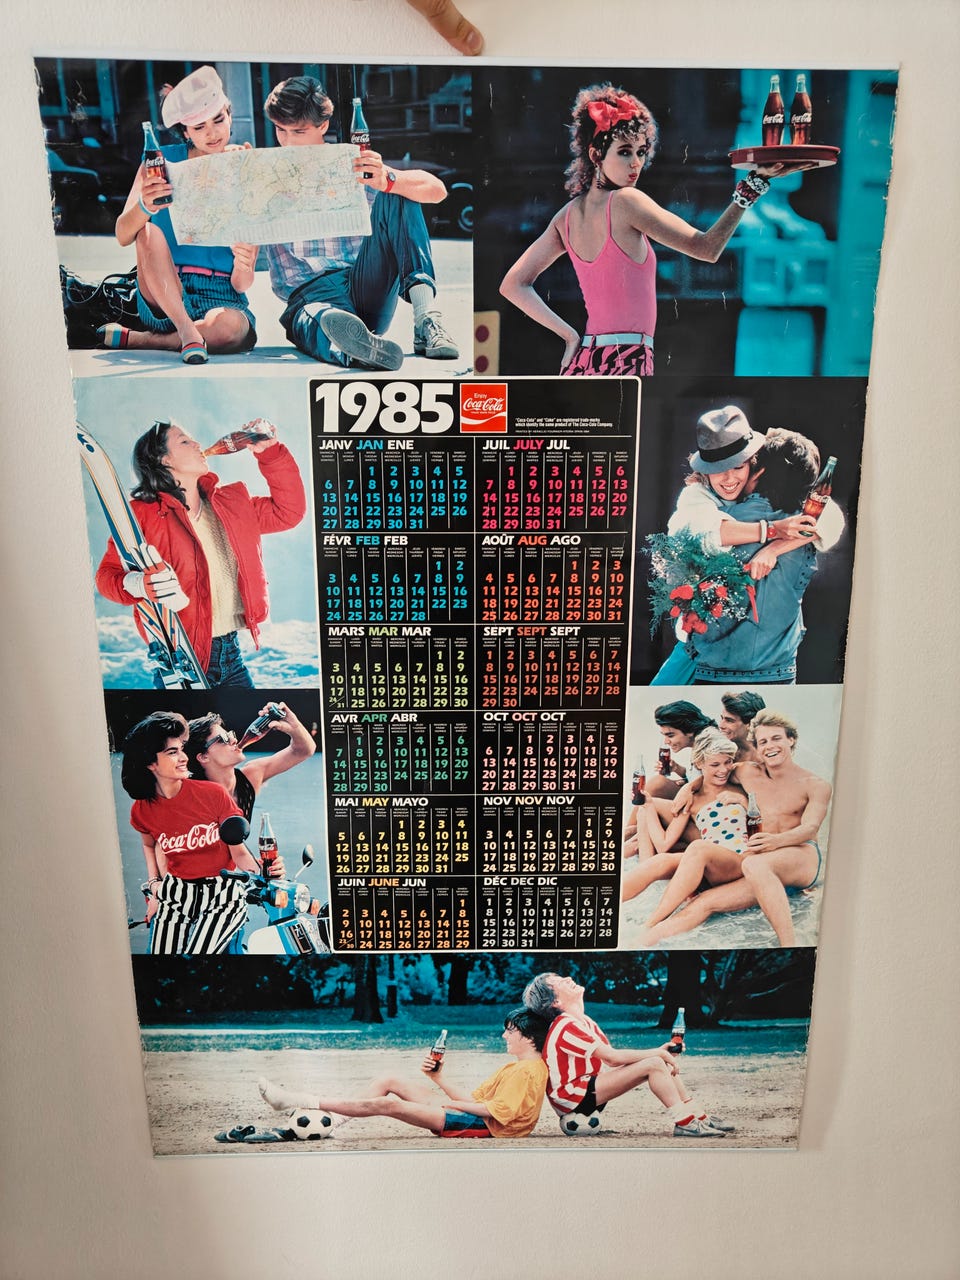 1985
Enjoy
Coca-Cola
"Coca-Cola" and "Coke" are registered trade-marks
which identify the same product of The Coca-Cola Company.
JANV JAN ENE
1 2 3 4 5
6 7 8 9 10 11 12
13 14 15 16 17 18 19
20 21 22 23 24 25 26
27 28 29 30 31
FÉVR FEB FEB
1 2
3 4 5 6 7 8 9
10 11 12 13 14 15 16
17 18 19 20 21 22 23
24 25 26 27 28
MARS MAR MAR
1 2
3 4 5 6 7 8 9
10 11 12 13 14 15 16
17 18 19 20 21 22 23
24/31 25 26 27 28 29 30
AVR APR ABR
1 2 3 4 5 6
7 8 9 10 11 12 13
14 15 16 17 18 19 20
21 22 23 24 25 26 27
28 29 30
MAI MAY MAYO
1 2 3 4
5 6 7 8 9 10 11
12 13 14 15 16 17 18
19 20 21 22 23 24 25
26 27 28 29 30 31
JUIN JUNE JUN
1
2 3 4 5 6 7 8
9 10 11 12 13 14 15
16 17 18 19 20 21 22
23/30 24 25 26 27 28 29
JUIL JULY JUL
1 2 3 4 5 6
7 8 9 10 11 12 13
14 15 16 17 18 19 20
21 22 23 24 25 26 27
28 29 30 31
AOÛT AUG AGO
1 2 3
4 5 6 7 8 9 10
11 12 13 14 15 16 17
18 19 20 21 22 23 24
25 26 27 28 29 30 31
SEPT SEPT SEPT
1 2 3 4 5 6 7
8 9 10 11 12 13 14
15 16 17 18 19 20 21
22 23 24 25 26 27 28
29 30
OCT OCT OCT
1 2 3 4 5
6 7 8 9 10 11 12
13 14 15 16 17 18 19
20 21 22 23 24 25 26
27 28 29 30 31
NOV NOV NOV
1 2
3 4 5 6 7 8 9
10 11 12 13 14 15 16
17 18 19 20 21 22 23
24 25 26 27 28 29 30
DÉC DEC DIC
1 2 3 4 5 6 7
8 9 10 11 12 13 14
15 16 17 18 19 20 21
22 23 24 25 26 27 28
29 30 31
Coca-Cola